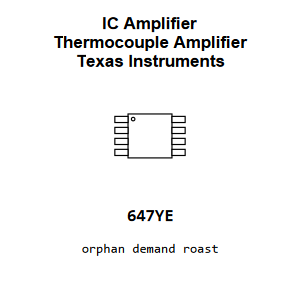 IC Amplifier
Thermocouple Amplifier
Texas Instruments
647YE
orphan demand roast